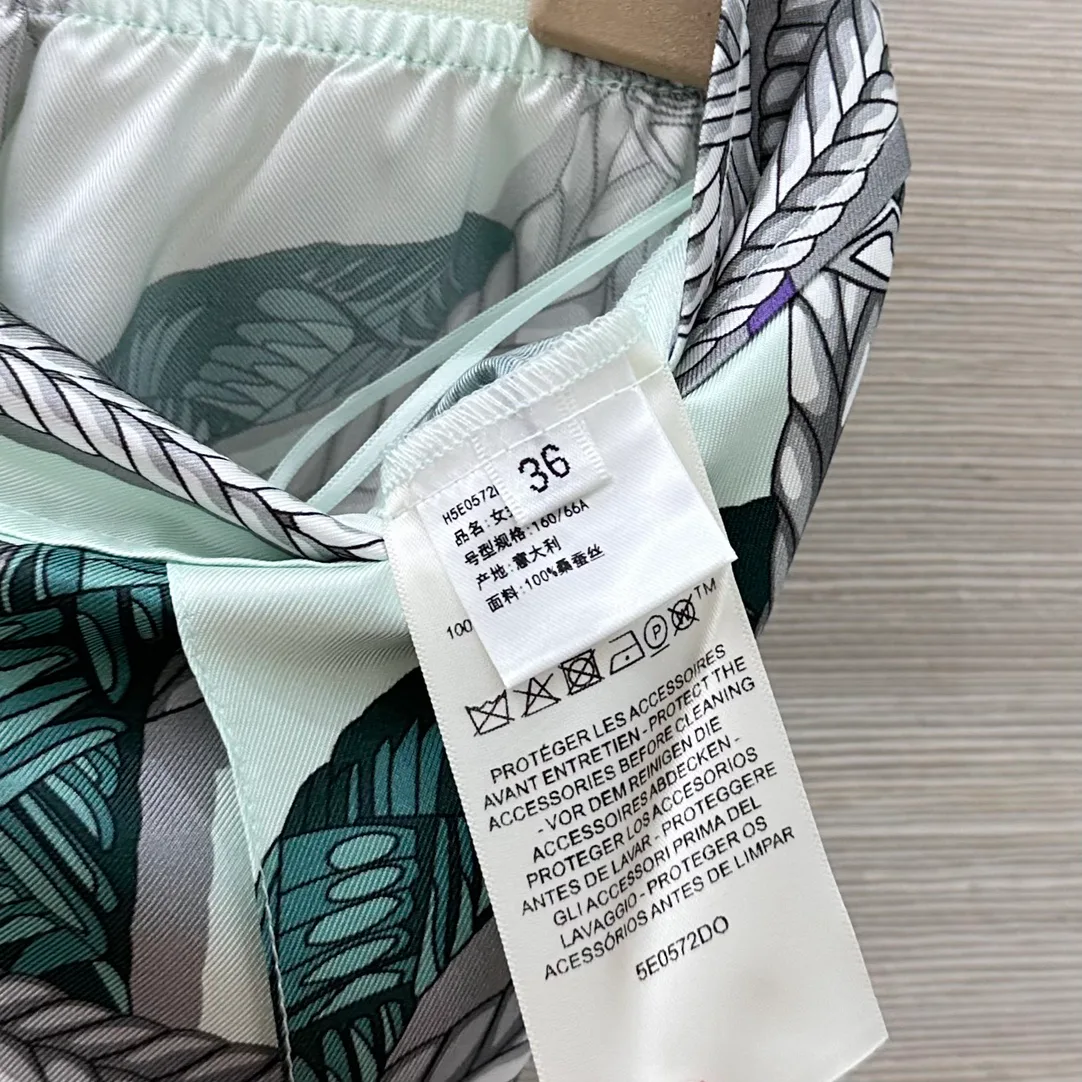 36
H5E0572
品名:女
号型规格:160/66A
产地:意大利
面料:100%桑蚕丝
100
TM
PROTÉGER LES ACCESSOIRES
AVANT ENTRETIEN - PROTECT THE
ACCESSORIES BEFORE CLEANING
- VOR DEM REINIGEN DIE
ACCESSOIRES ABDECKEN -
PROTEGER LOS ACCESORIOS
ANTES DE LAVAR - PROTEGGERE
GLI ACCESSORI PRIMA DEL
LAVAGGIO - PROTEGER OS
ACESSÓRIOS ANTES DE LIMPAR
5E0572DO